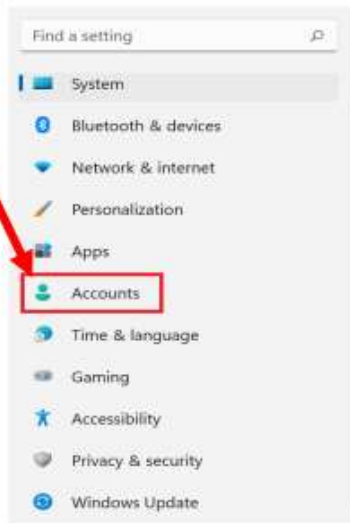 Find a setting
System
Bluetooth & devices
Network & internet
Personalization
Apps
Accounts
Time & language
Gaming
Accessibility
Privacy & security
Windows Update